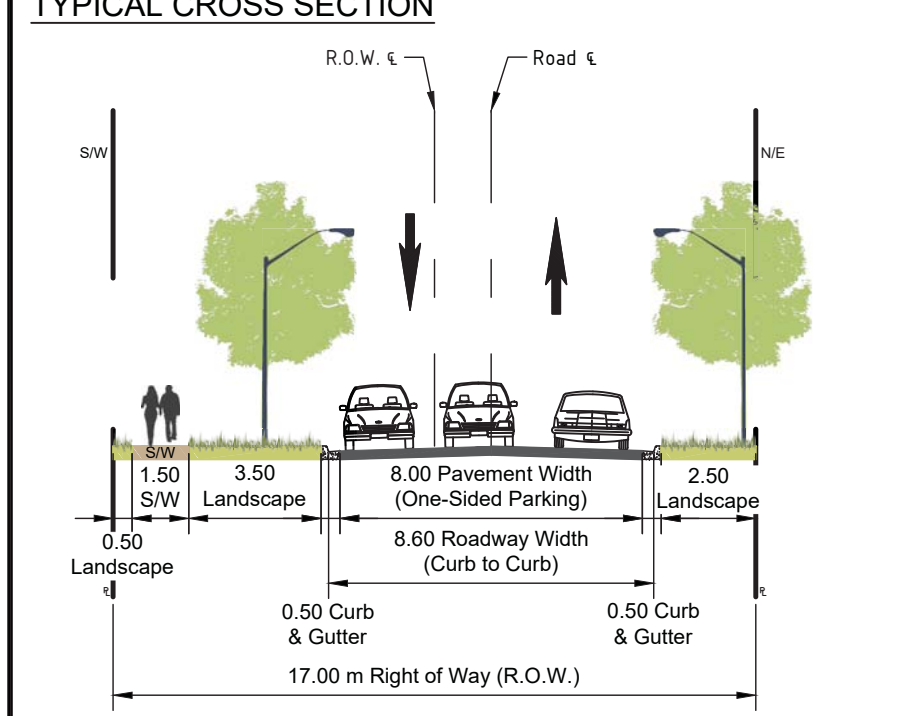 TYPICAL CROSS SECTION
R.O.W. ℄
Road ℄
S/W
N/E
S/W
1.50
S/W
3.50
Landscape
8.00 Pavement Width
(One-Sided Parking)
2.50
Landscape
0.50
Landscape
8.60 Roadway Width
(Curb to Curb)
0.50 Curb
& Gutter
0.50 Curb
& Gutter
17.00 m Right of Way (R.O.W.)